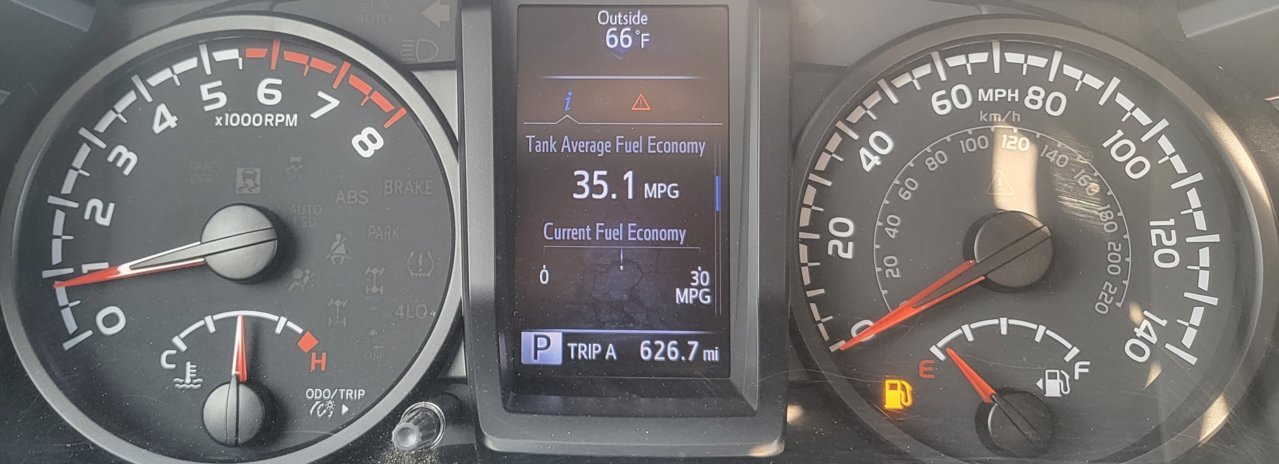 AUTO
0
1
2
3
4
5
6
7
8
x1000RPM
ABS
BRAKE
AUTO
PARK
4LO
C
H
ODO/TRIP
Outside
66°F
i
Tank Average Fuel Economy
35.1 MPG
Current Fuel Economy
0
30
MPG
P TRIP A 626.7 mi
0
20
40
60
MPH
80
100
120
140
km/h
20
40
60
80
100
120
140
160
180
200
220
E
F